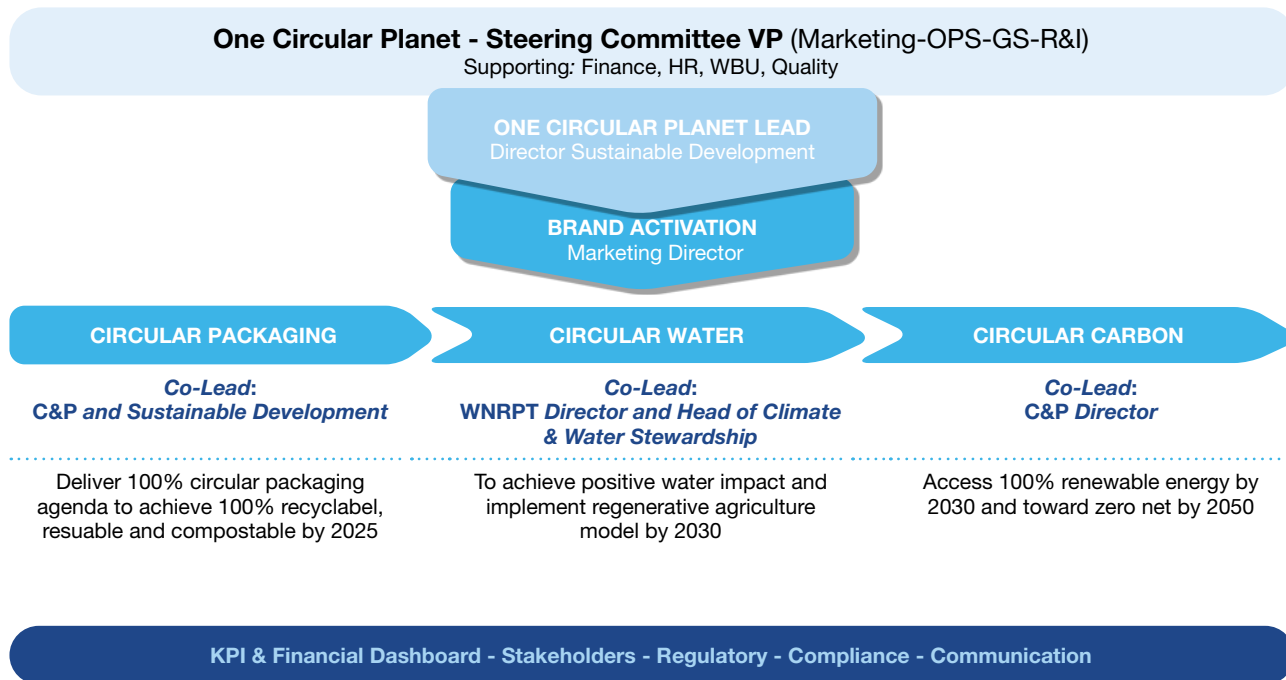 One Circular Planet - Steering Committee VP (Marketing-OPS-GS-R&I)
Supporting: Finance, HR, WBU, Quality
ONE CIRCULAR PLANET LEAD
Director Sustainable Development
BRAND ACTIVATION
Marketing Director
CIRCULAR PACKAGING
Co-Lead:
C&P and Sustainable Development
Deliver 100% circular packaging
agenda to achieve 100% recyclabel,
resuable and compostable by 2025
CIRCULAR WATER
Co-Lead:
WNRPT Director and Head of Climate
& Water Stewardship
To achieve positive water impact and
implement regenerative agriculture
model by 2030
CIRCULAR CARBON
Co-Lead:
C&P Director
Access 100% renewable energy by
2030 and toward zero net by 2050
KPI & Financial Dashboard - Stakeholders - Regulatory - Compliance - Communication